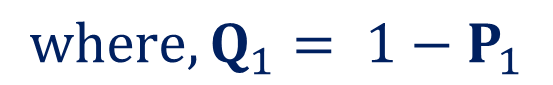 where, Q₁ = 1 − P₁